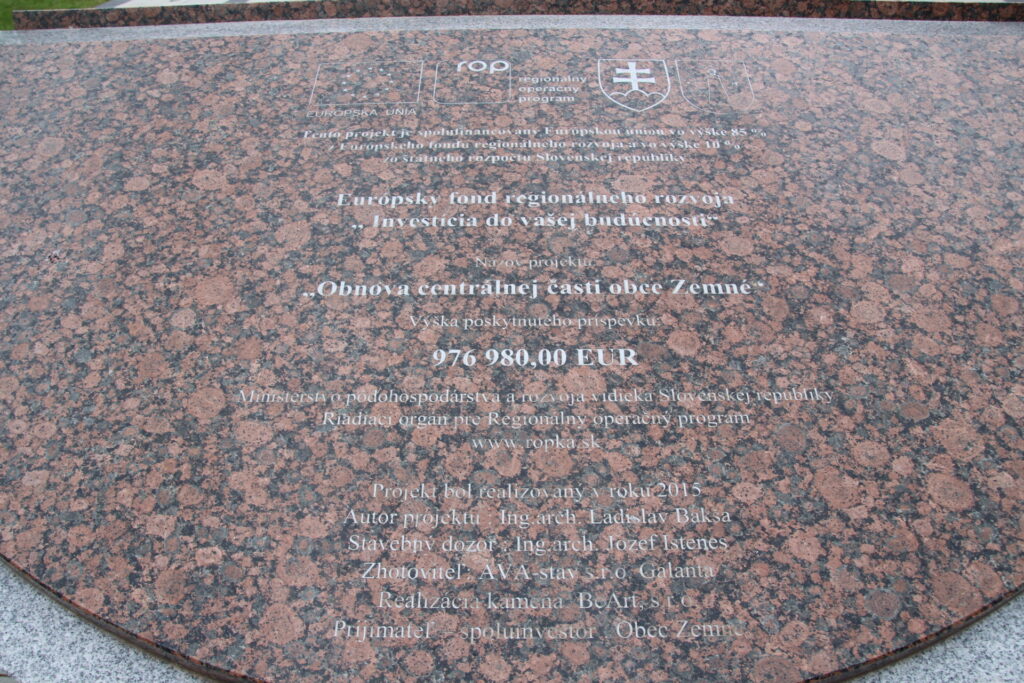 EURÓPSKA ÚNIA
rop
regionálny
operačný
program
Tento projekt je spolufinancovaný Európskou úniou vo výške 85 %
z Európskeho fondu regionálneho rozvoja a vo výške 10 %
zo štátneho rozpočtu Slovenskej republiky
Európsky fond regionálneho rozvoja
„ Investícia do vašej budúcnosti“
Názov projektu:
„Obnova centrálnej časti obce Zemné“
Výška poskytnutého príspevku:
976 980,00 EUR
Ministerstvo pôdohospodárstva a rozvoja vidieka Slovenskej republiky
Riadiaci orgán pre Regionálny operačný program
www.ropka.sk
Projekt bol realizovaný v roku 2015
Autor projektu : Ing.arch. Ladislav Baksa
Stavebný dozor : Ing.arch. Jozef Istenes
Zhotoviteľ : AVA-stav s.r.o. Galanta
Realizácia kameňa BeArt, s.r.o.
Prijímateľ - spoluinvestor : Obec Zemné